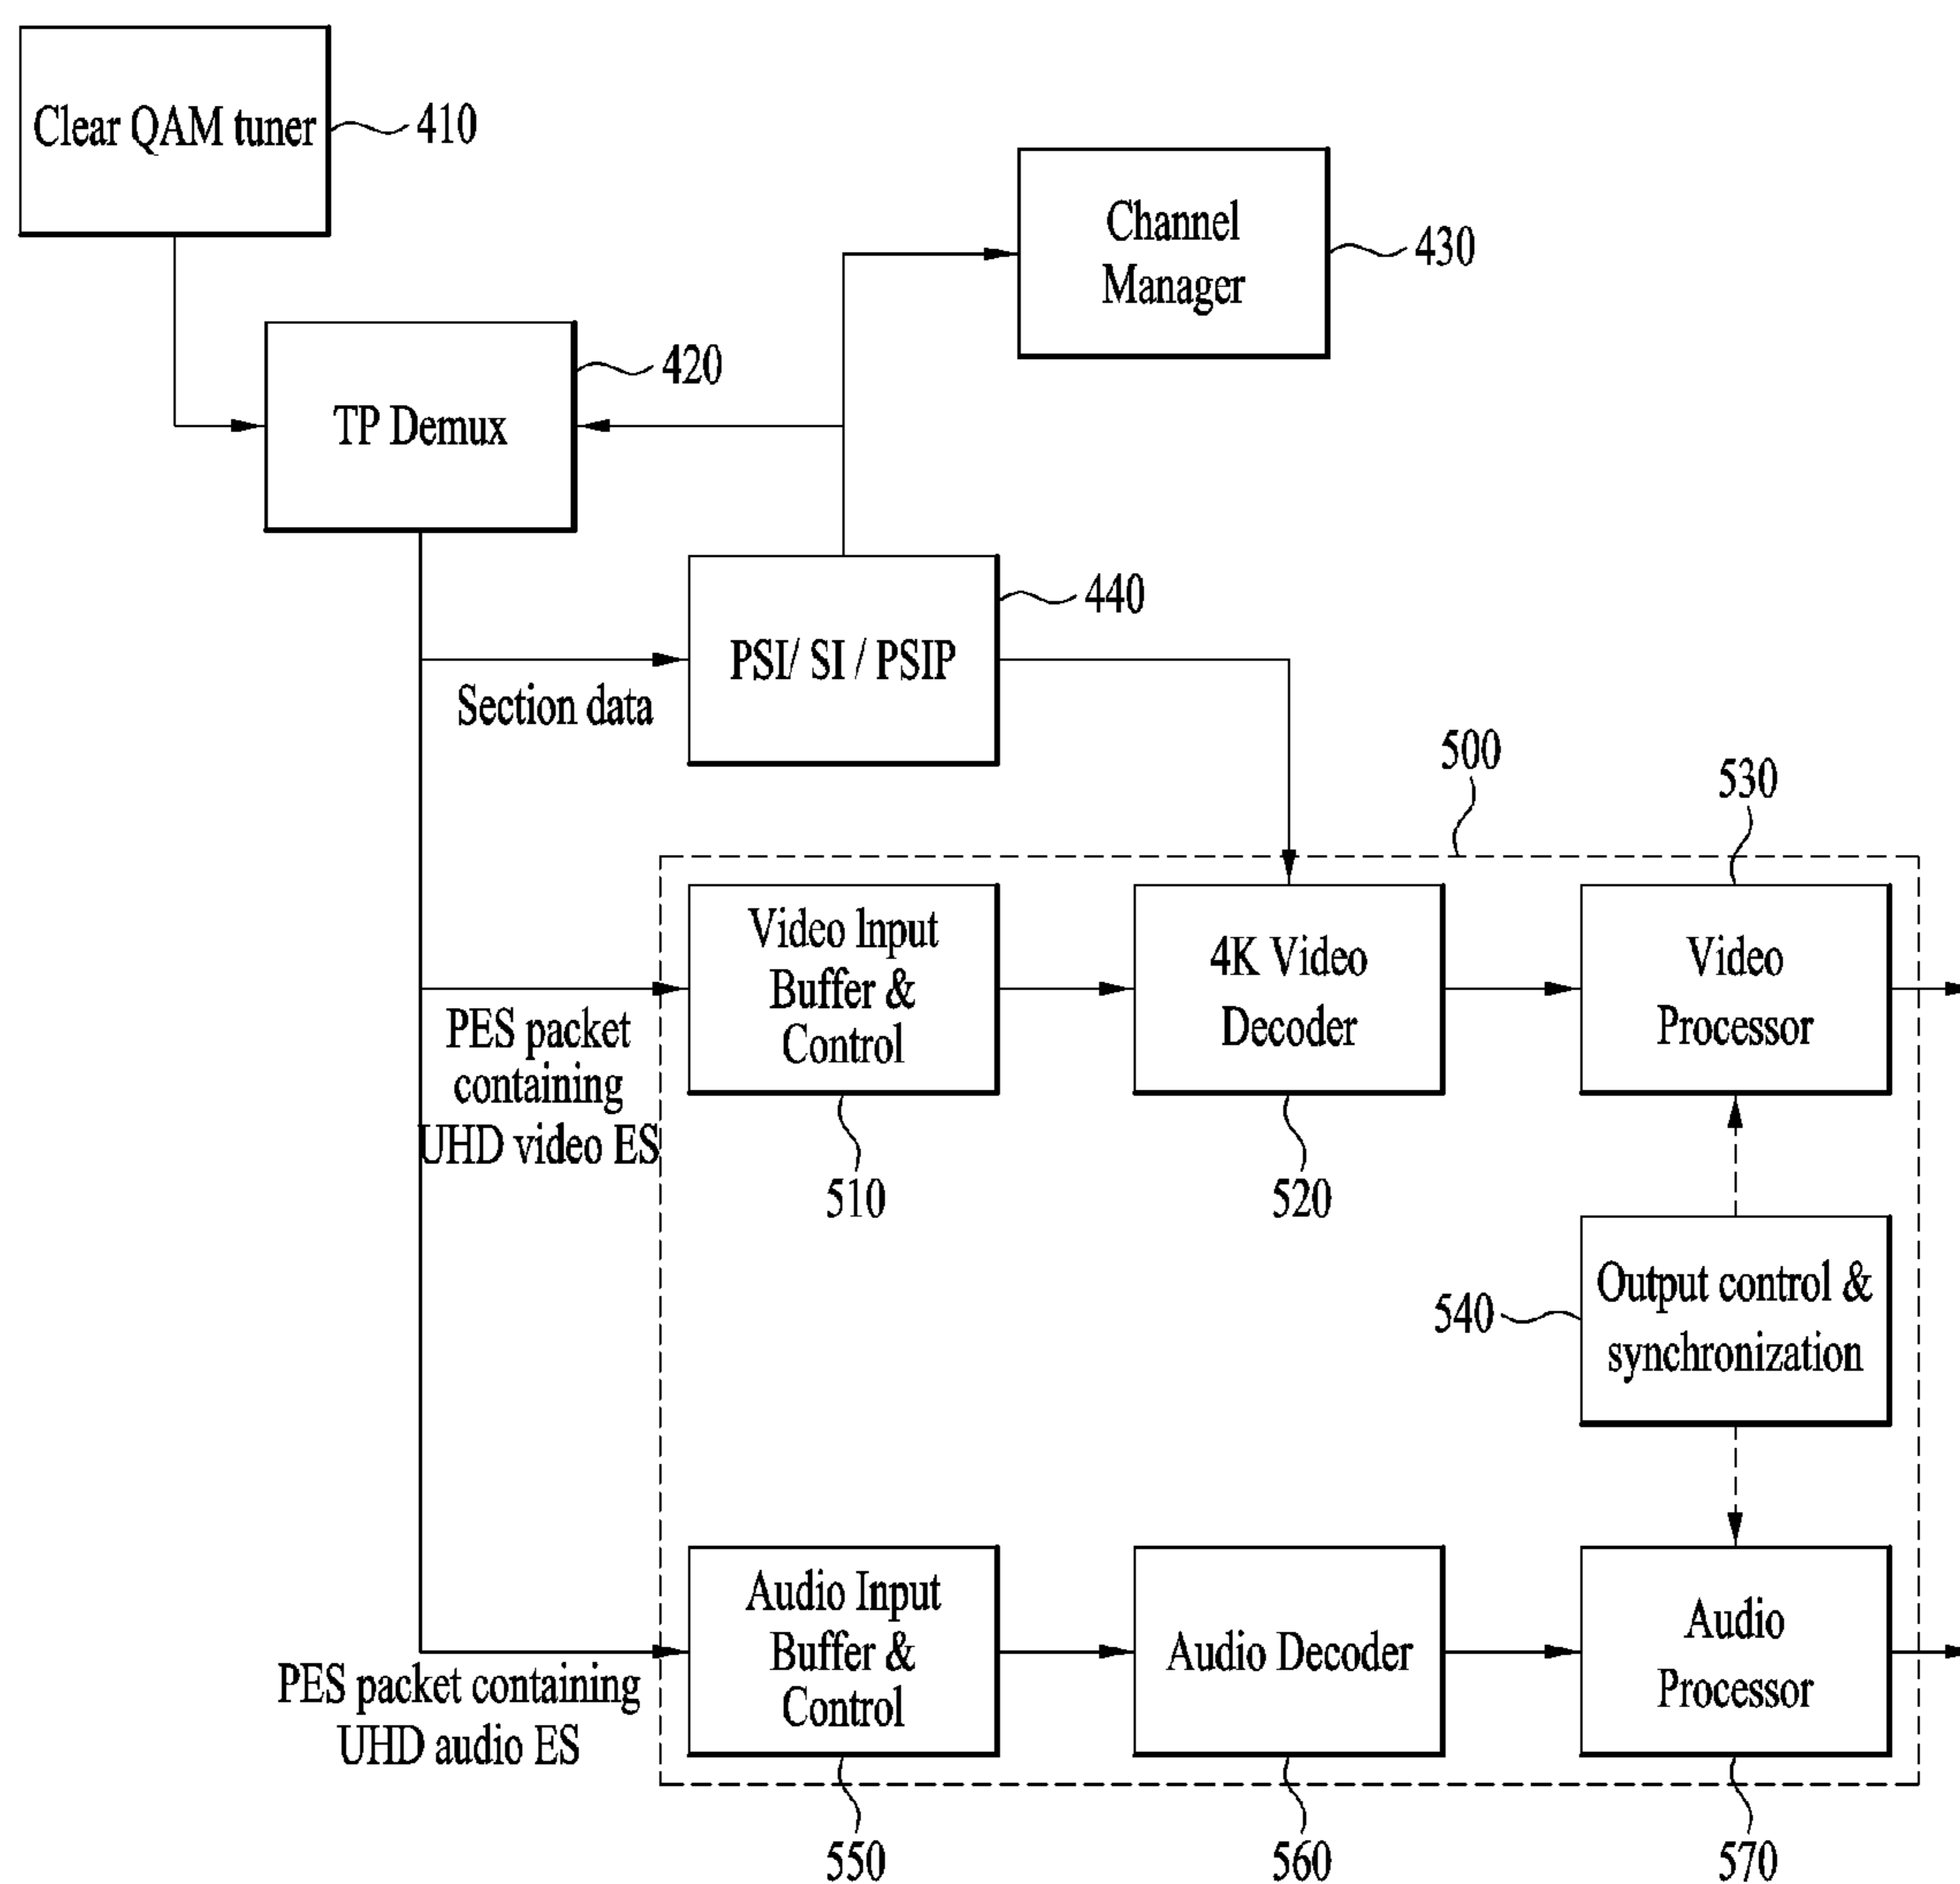 Clear QAM tuner
410
Channel
Manager
430
420
TP Demux
440
PSI/ SI / PSIP
Section data
500
530
Video Input
Buffer &
Control
4K Video
Decoder
Video
Processor
PES packet
containing
UHD video ES
510
520
Output control &
synchronization
540
Audio Input
Buffer &
Control
Audio Decoder
Audio
Processor
PES packet containing
UHD audio ES
550
560
570